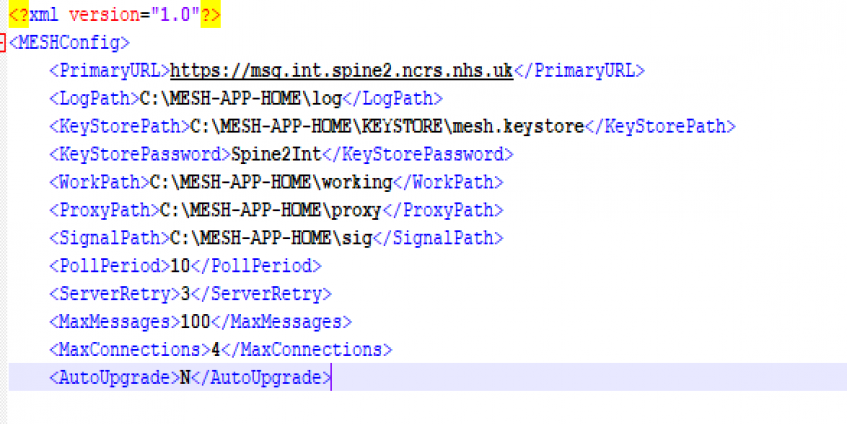 <?xml version="1.0"?>
<MESHConfig>
<PrimaryURL>https://msg.int.spine2.ncrs.nhs.uk</PrimaryURL>
<LogPath>C:\MESH-APP-HOME\log</LogPath>
<KeyStorePath>C:\MESH-APP-HOME\KEYSTORE\mesh.keystore</KeyStorePath>
<KeyStorePassword>Spine2Int</KeyStorePassword>
<WorkPath>C:\MESH-APP-HOME\working</WorkPath>
<ProxyPath>C:\MESH-APP-HOME\proxy</ProxyPath>
<SignalPath>C:\MESH-APP-HOME\sig</SignalPath>
<PollPeriod>10</PollPeriod>
<ServerRetry>3</ServerRetry>
<MaxMessages>100</MaxMessages>
<MaxConnections>4</MaxConnections>
<AutoUpgrade>N</AutoUpgrade>